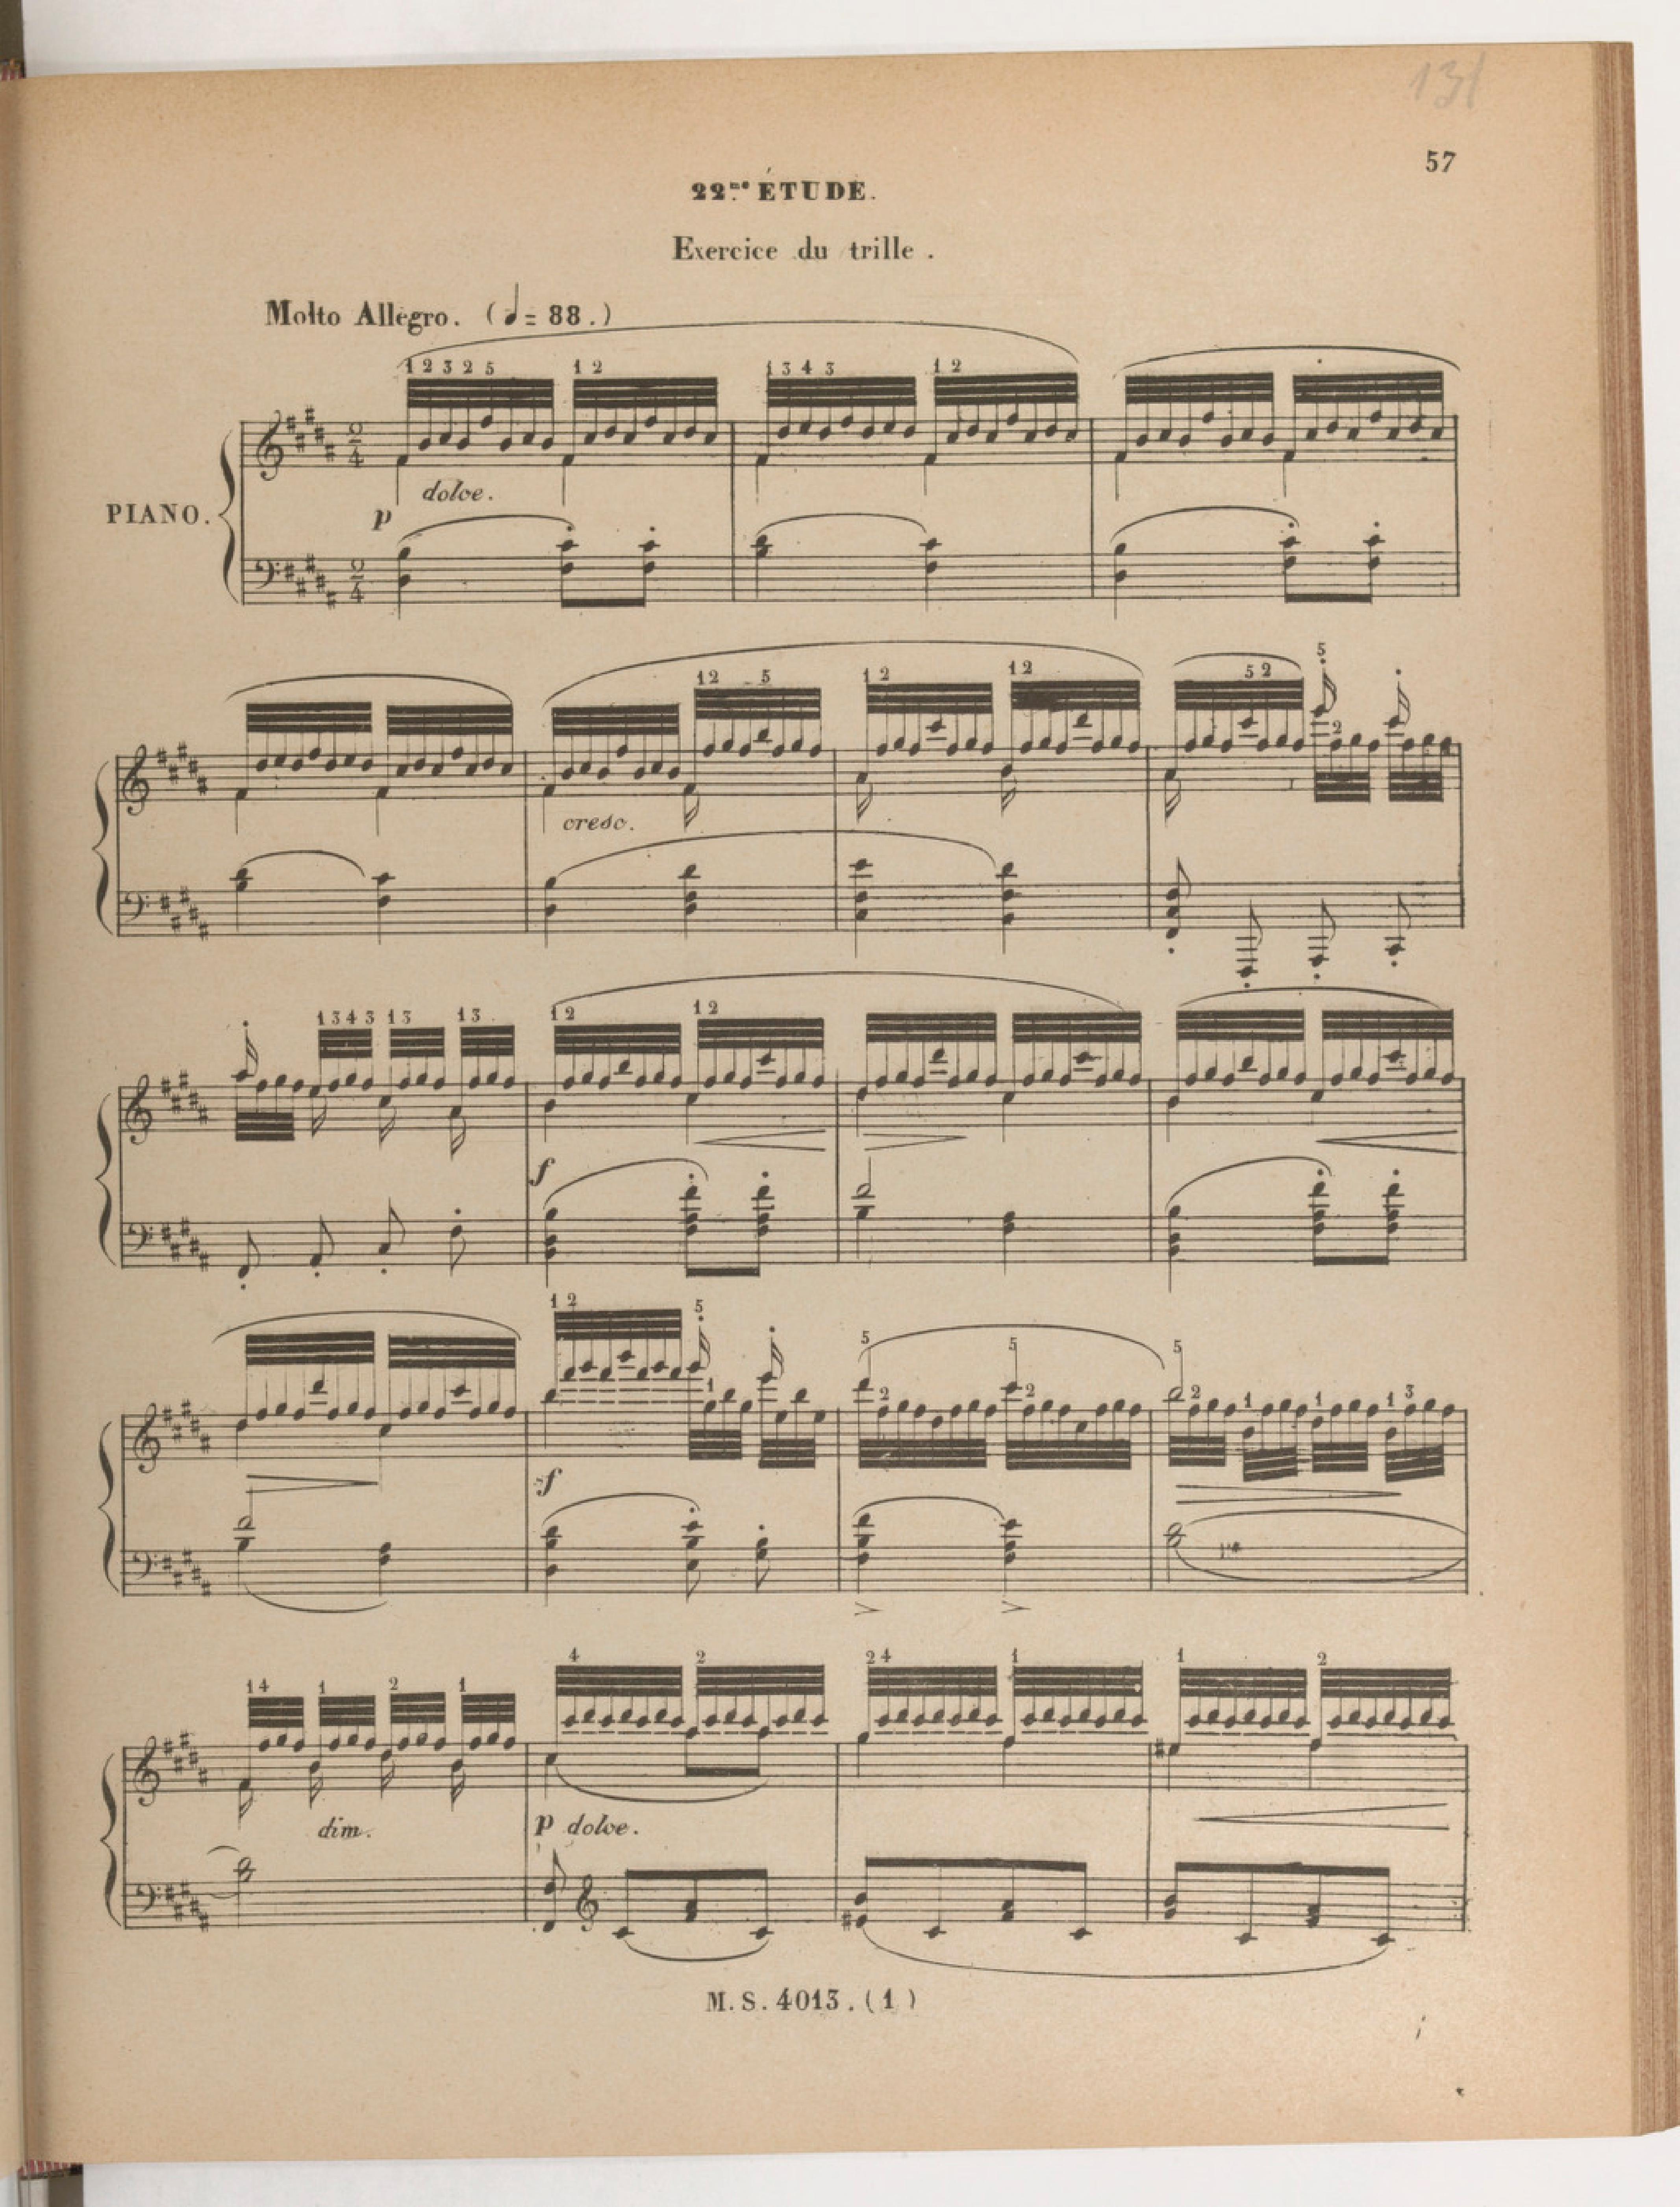 131
57
22.me ÉTUDE.
Exercice du trille.
Molto Allegro. (♩= 88.)
1 2 3 2 5 1 2 1 3 4 3 1 2
PIANO.
dolce.
p
2/4
2/4
5
1 2 5 1 2 1 2 5 2
2
cresc.
1 3 4 3 1 3 1 3 1 2 1 2
f
1 2 5 5 5 5
1 2 2 2 1 1 1 3
f
4 2 2 4 1 1 2
1 4 1 2 1
dim.
p dolce.
M. S. 4013. (1)